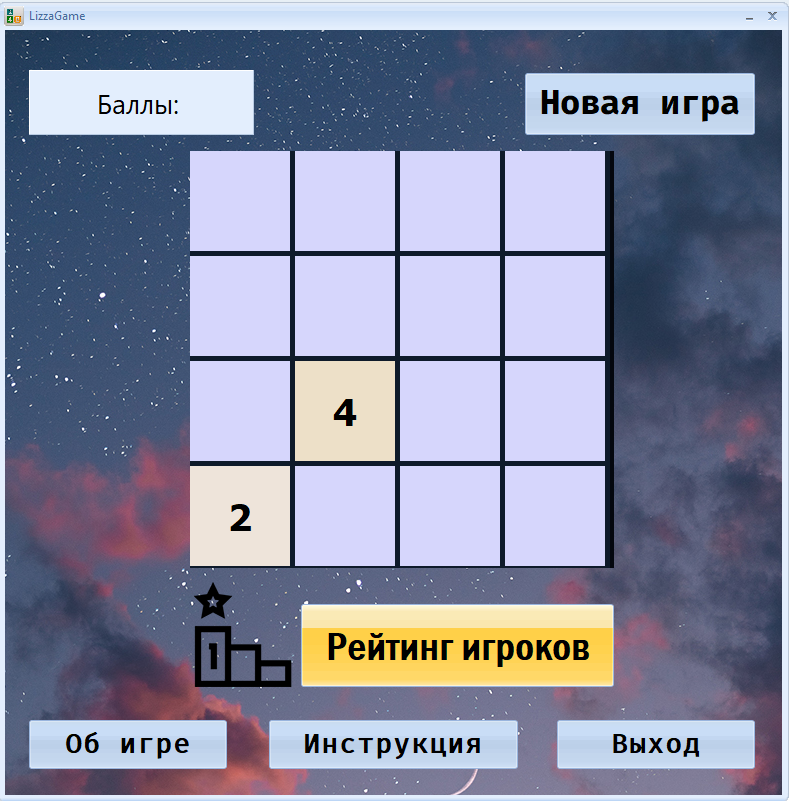 LizzaGame
Баллы:
Новая игра
4
2
1
Рейтинг игроков
Об игре
Инструкция
Выход